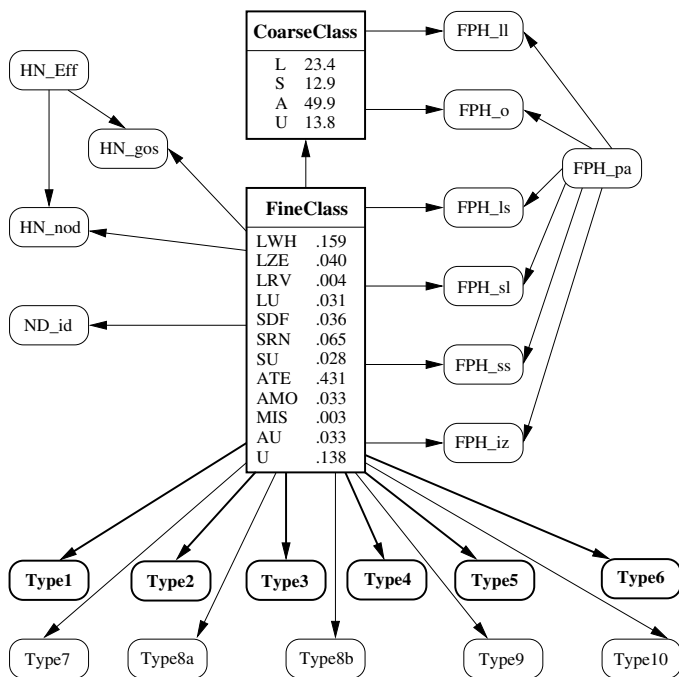 CoarseClass
L 23.4
S 12.9
A 49.9
U 13.8
FPH_ll
HN_Eff
FPH_o
HN_gos
FPH_pa
FineClass
LWH .159
LZE .040
LRV .004
LU .031
SDF .036
SRN .065
SU .028
ATE .431
AMO .033
MIS .003
AU .033
U .138
FPH_ls
HN_nod
FPH_sl
ND_id
FPH_ss
FPH_iz
Type1 Type2 Type3 Type4 Type5 Type6
Type7 Type8a Type8b Type9 Type10